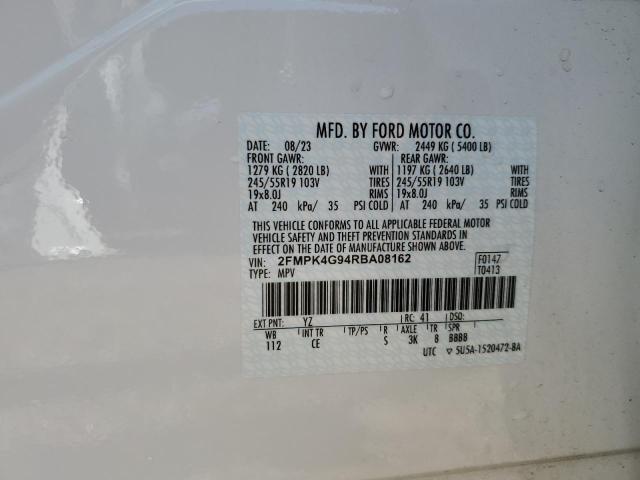 MFD. BY FORD MOTOR CO.
DATE: 08/23 GVWR: 2449 KG ( 5400 LB)
FRONT GAWR: REAR GAWR:
1279 KG ( 2820 LB) WITH 1197 KG ( 2640 LB) WITH
245/55R19 103V TIRES 245/55R19 103V TIRES
19x8.0J RIMS 19x8.0J RIMS
AT 240 kPa/ 35 PSI COLD AT 240 kPa/ 35 PSI COLD
THIS VEHICLE CONFORMS TO ALL APPLICABLE FEDERAL MOTOR
VEHICLE SAFETY AND THEFT PREVENTION STANDARDS IN
EFFECT ON THE DATE OF MANUFACTURE SHOWN ABOVE.
VIN: 2FMPK4G94RBA08162 F0147
TYPE: MPV T0413
EXT PNT: YZ RC: 41
WB INT TR TP/PS R AXLE TR SPR
112 CE S 3K 8 BBBB
UTC ▽ 5U5A-1520472-BA